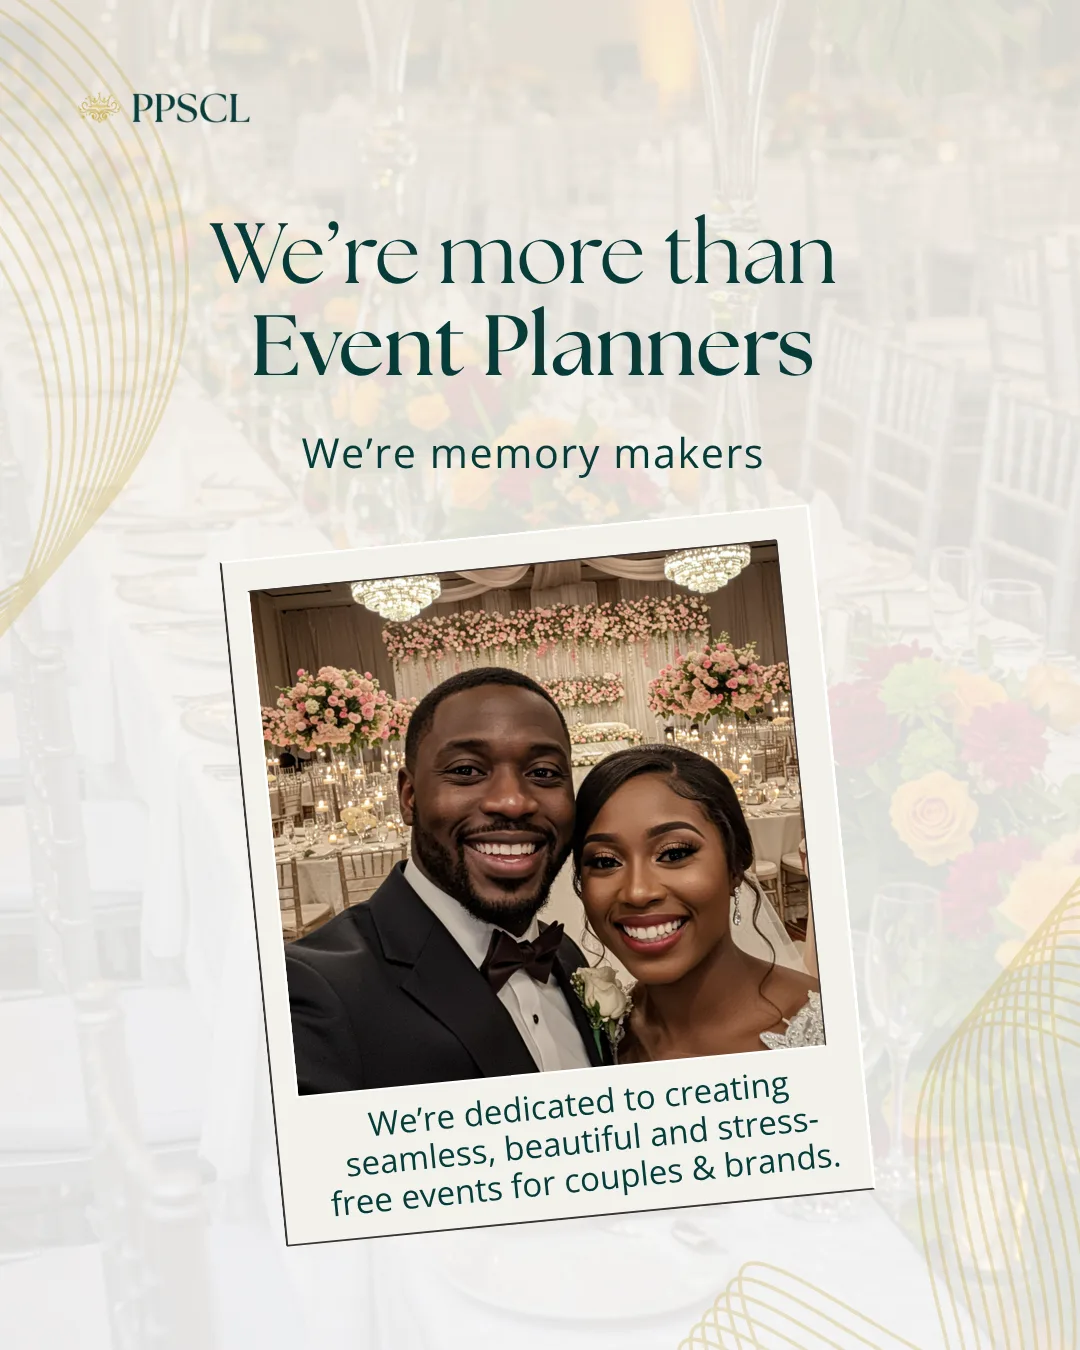 PPSCL
We’re more than
Event Planners
We’re memory makers
We’re dedicated to creating
seamless, beautiful and stress-
free events for couples & brands.